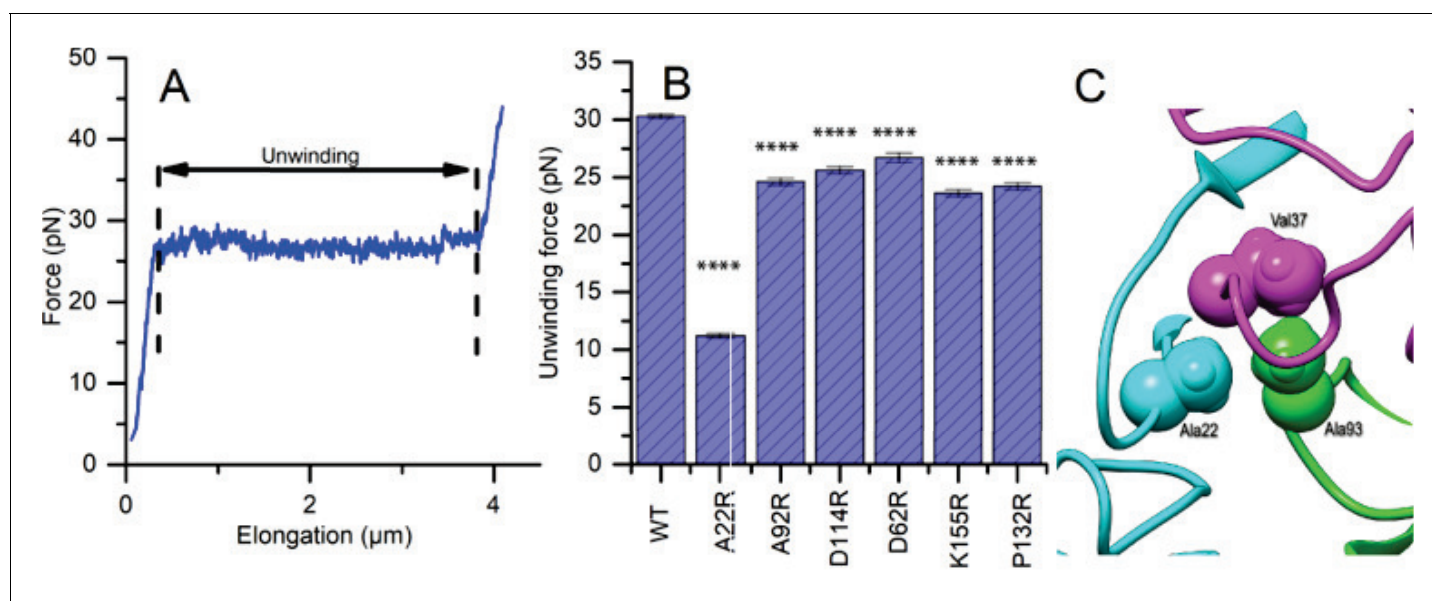 A
50
40
30
20
10
0
Force (pN)
Unwinding
0
2
4
Elongation (µm)
B
35
30
25
20
15
10
5
0
Unwinding force (pN)
****
****
****
****
****
****
WT
A22R
A92R
D114R
D62R
K155R
P132R
C
Val37
Ala22
Ala93